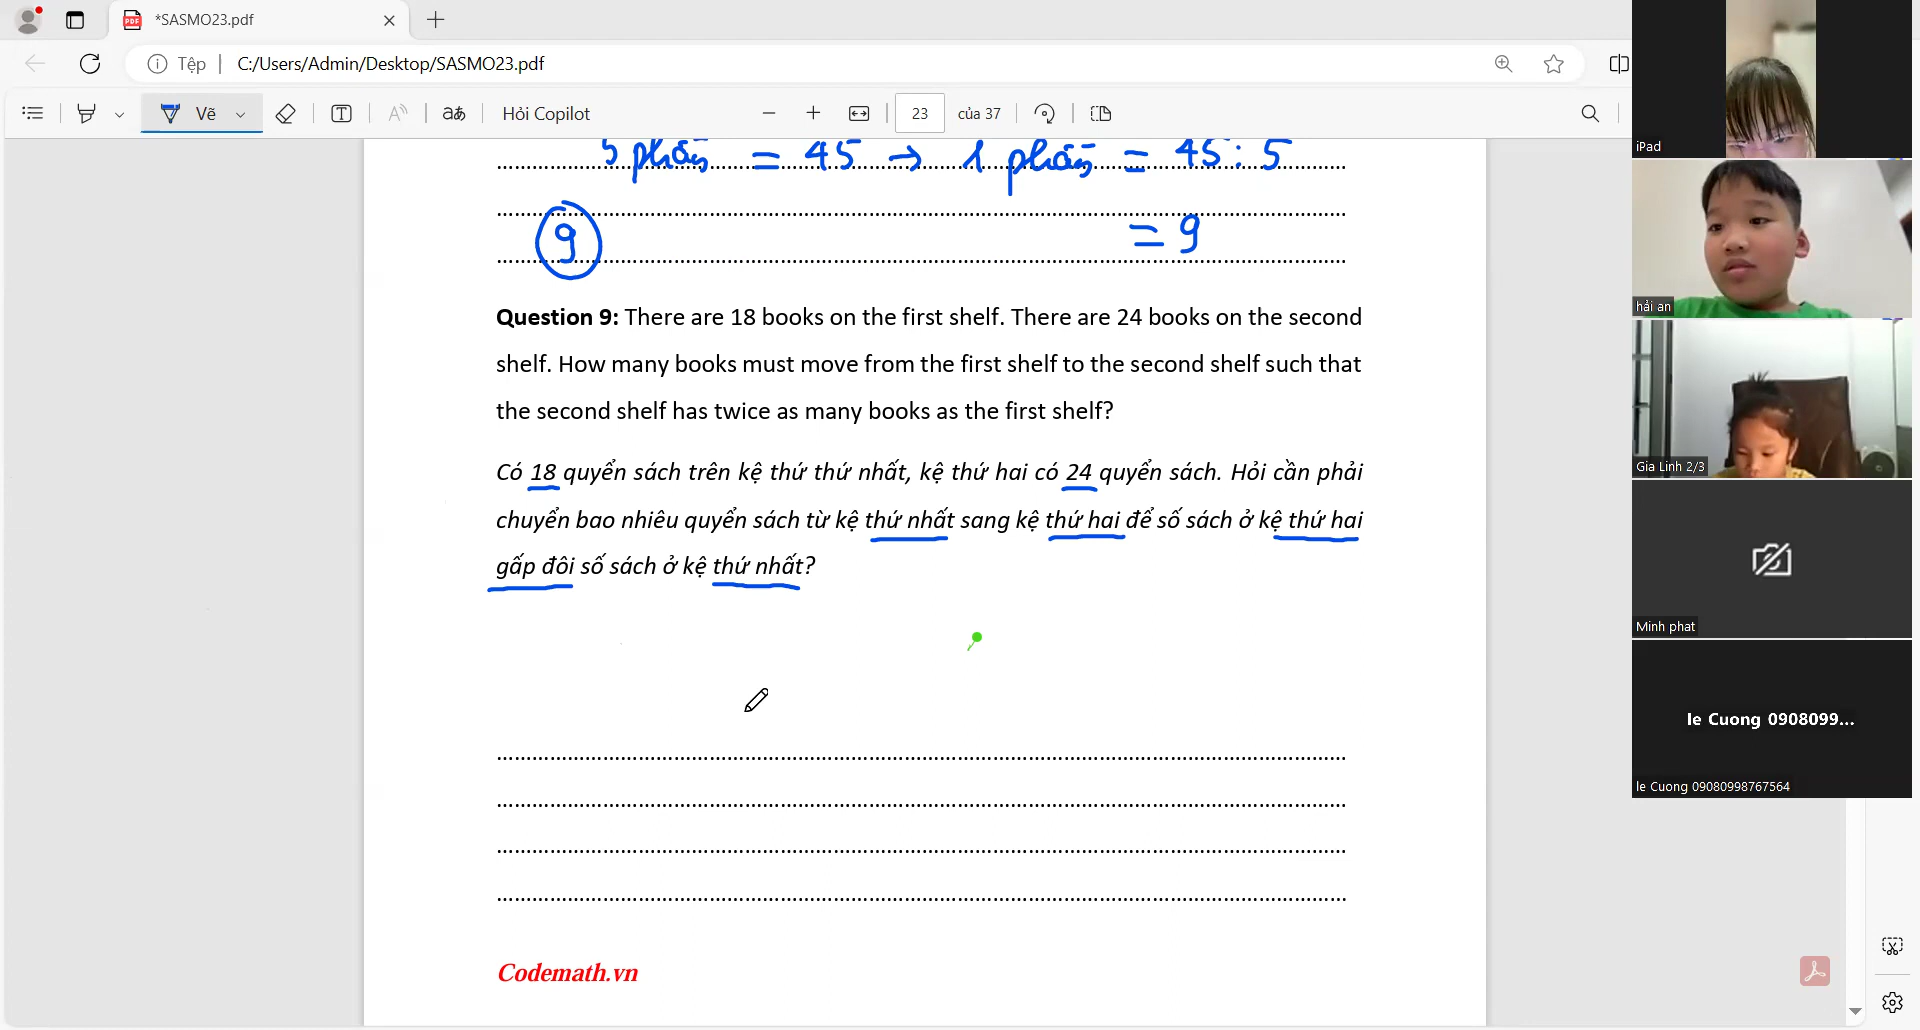 *SASMO23.pdf
Tệp | C:/Users/Admin/Desktop/SASMO23.pdf
Vẽ
Hỏi Copilot
23 của 37
5 phần = 45 → 1 phần = 45 : 5
9 = 9
Question 9: There are 18 books on the first shelf. There are 24 books on the second
shelf. How many books must move from the first shelf to the second shelf such that
the second shelf has twice as many books as the first shelf?
Có 18 quyển sách trên kệ thứ thứ nhất, kệ thứ hai có 24 quyển sách. Hỏi cần phải
chuyển bao nhiêu quyển sách từ kệ thứ nhất sang kệ thứ hai để số sách ở kệ thứ hai
gấp đôi số sách ở kệ thứ nhất?
Codemath.vn
iPad
hải an
Gia Linh 2/3
Minh phat
le Cuong 0908099...
le Cuong 09080998767564